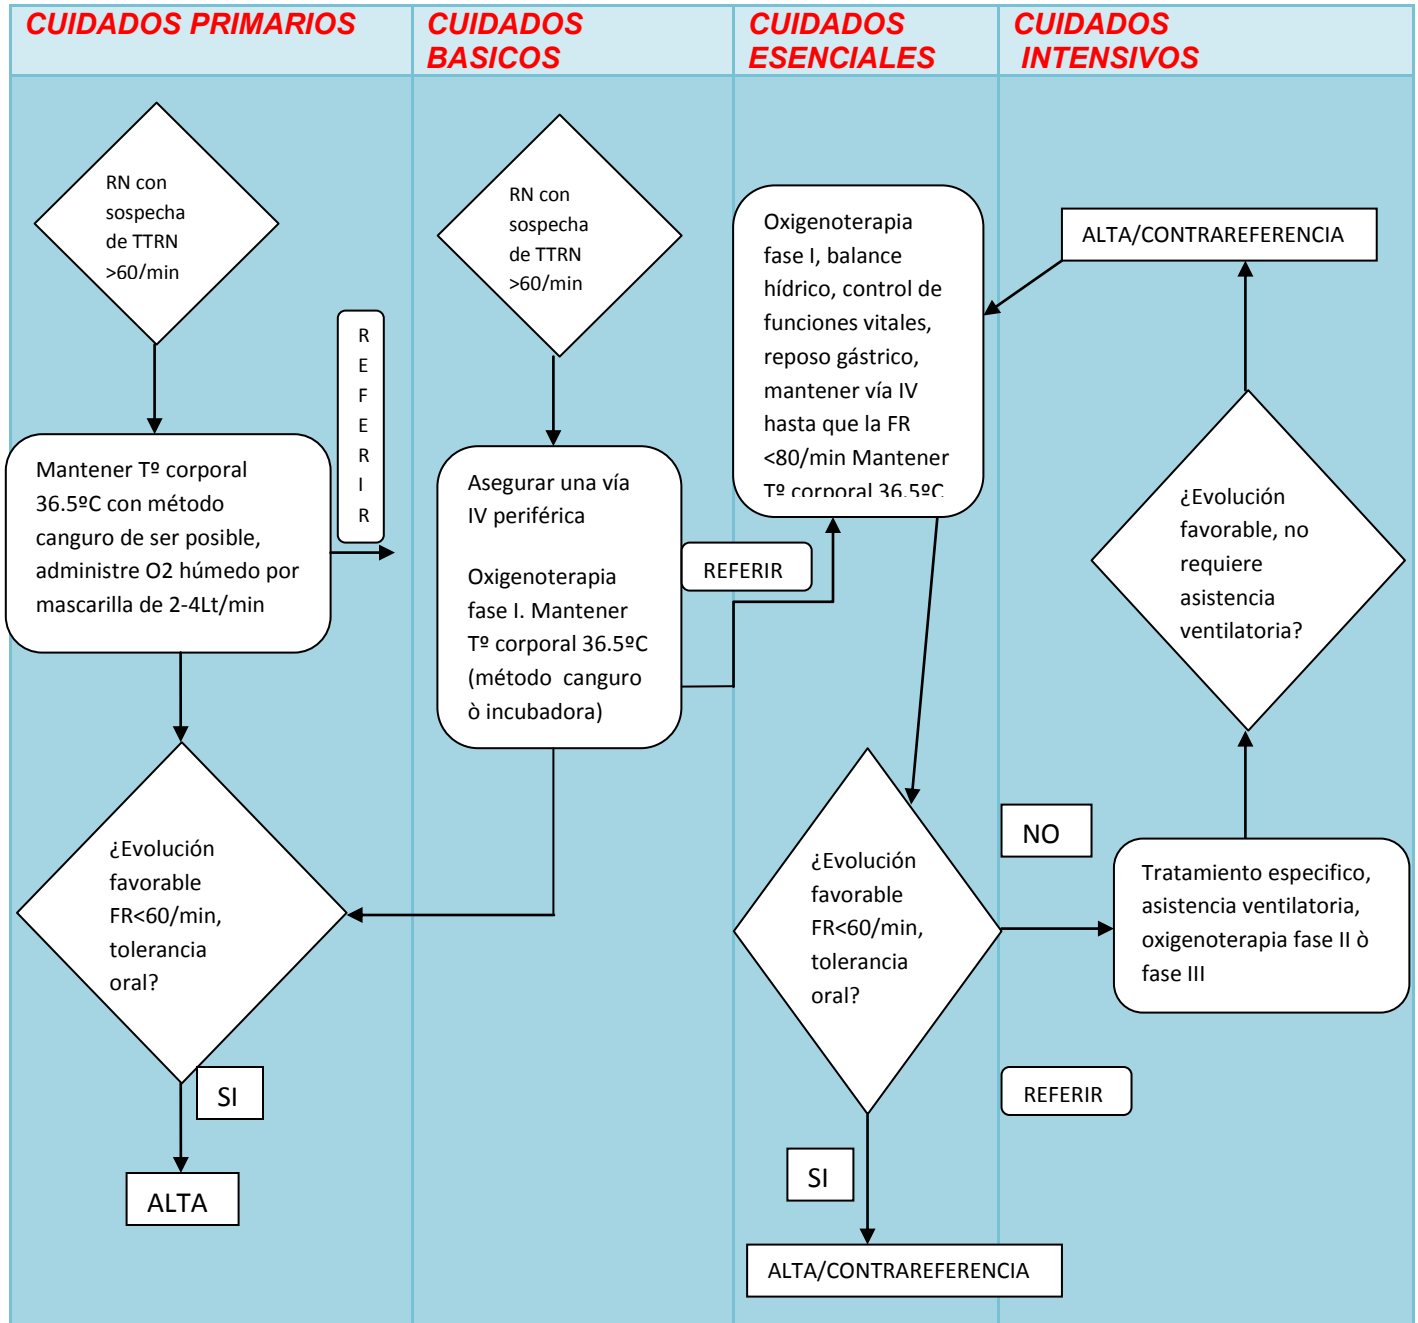 CUIDADOS PRIMARIOS
CUIDADOS
BASICOS
CUIDADOS
ESENCIALES
CUIDADOS
INTENSIVOS
RN con
sospecha
de TTRN
>60/min
R
E
F
E
R
I
R
Mantener Tº corporal
36.5ºC con método
canguro de ser posible,
administre O2 húmedo por
mascarilla de 2-4Lt/min
¿Evolución
favorable
FR<60/min,
tolerancia
oral?
SI
ALTA
RN con
sospecha
de TTRN
>60/min
Asegurar una vía
IV periférica
Oxigenoterapia
fase I. Mantener
Tº corporal 36.5ºC
(método canguro
ò incubadora)
REFERIR
Oxigenoterapia
fase I, balance
hídrico, control de
funciones vitales,
reposo gástrico,
mantener vía IV
hasta que la FR
<80/min Mantener
Tº corporal 36.5ºC
¿Evolución
favorable
FR<60/min,
tolerancia
oral?
SI
ALTA/CONTRAREFERENCIA
NO
REFERIR
Tratamiento especifico,
asistencia ventilatoria,
oxigenoterapia fase II ò
fase III
¿Evolución
favorable, no
requiere
asistencia
ventilatoria?
ALTA/CONTRAREFERENCIA